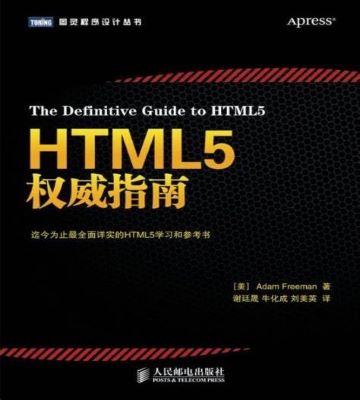 TURING 图灵程序设计丛书
Apress®
The Definitive Guide to HTML5
HTML5
权威指南
迄今为止最全面详实的HTML5学习和参考书
[美] Adam Freeman 著
谢廷晟 牛化成 刘美英 译
人民邮电出版社
POSTS & TELECOM PRESS